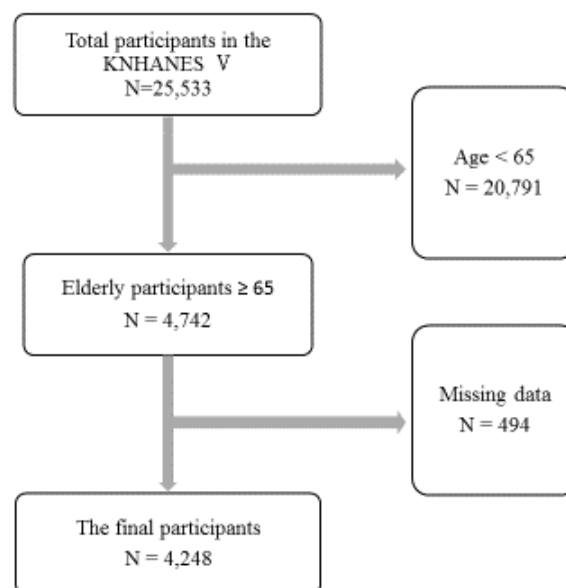 Total participants in the
KNHANES V
N=25,533
Age < 65
N = 20,791
Elderly participants ≥ 65
N = 4,742
Missing data
N = 494
The final participants
N = 4,248